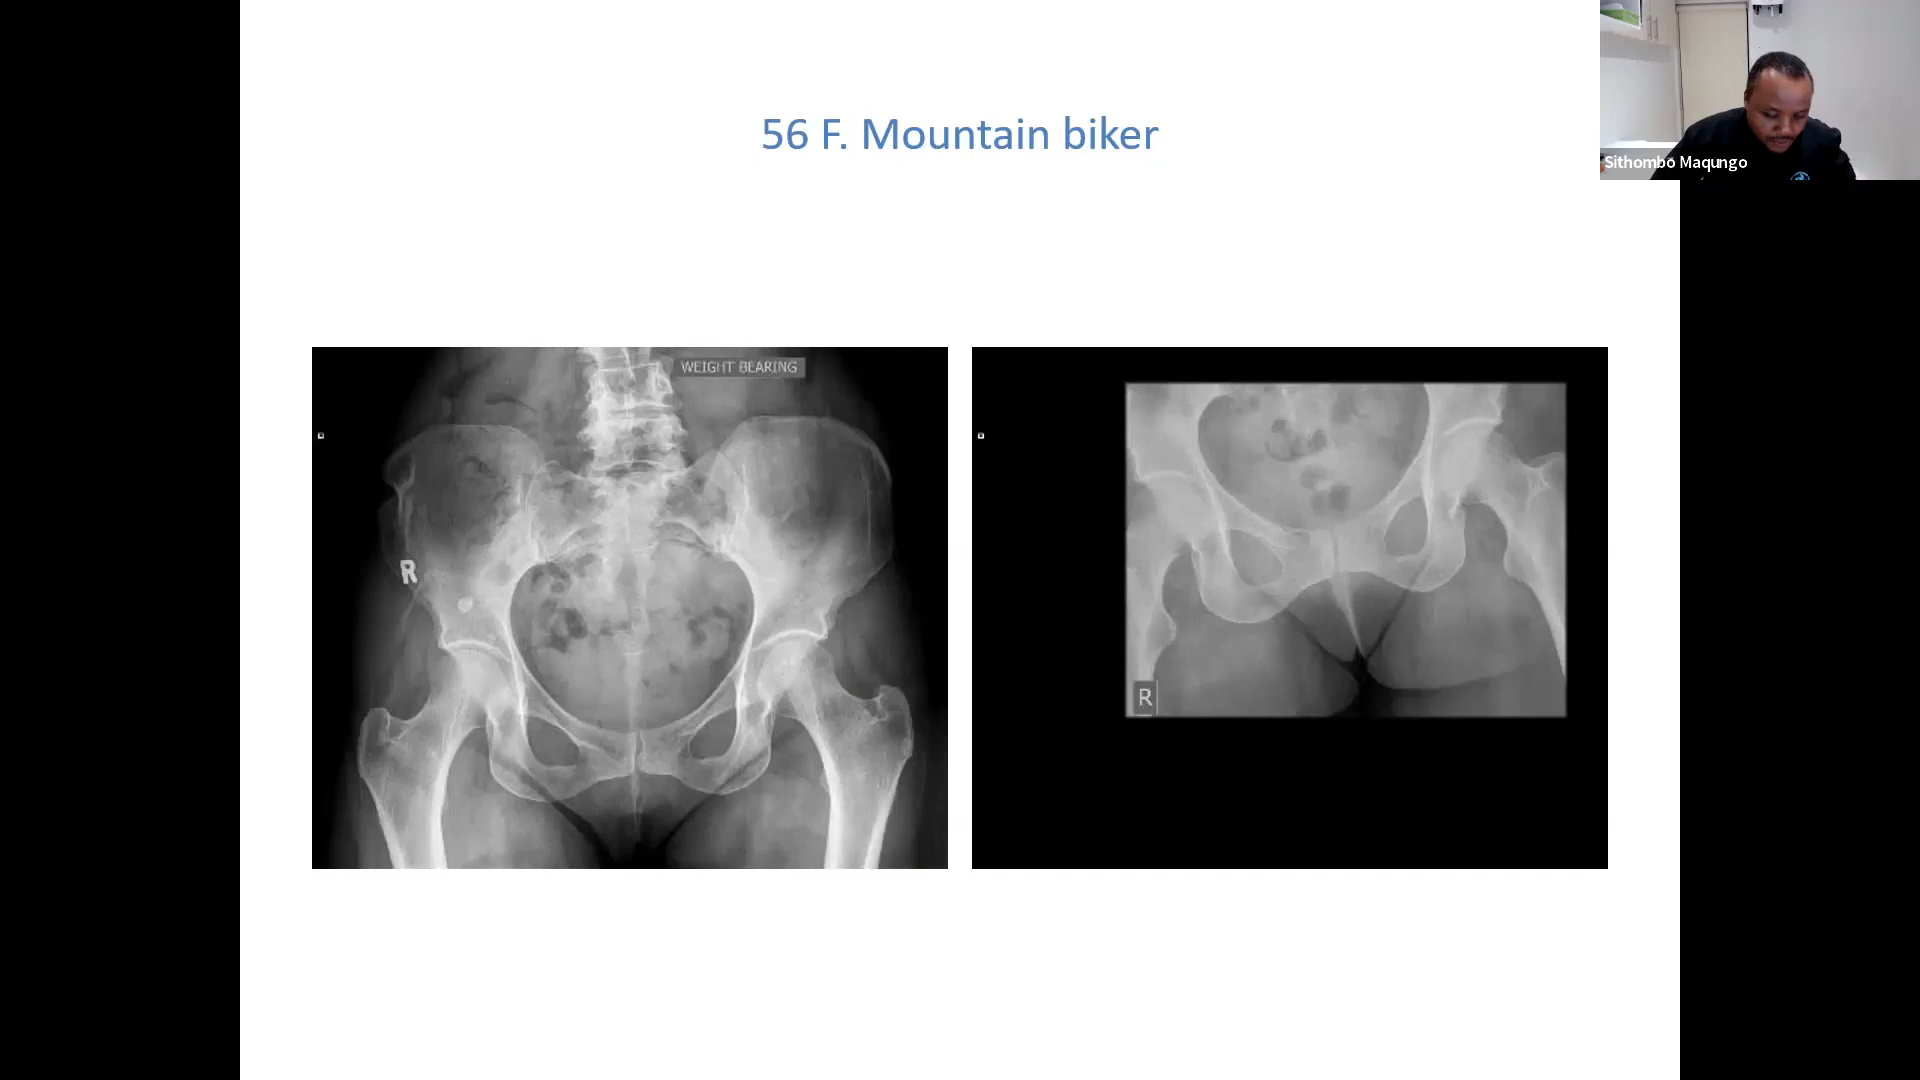 56 F. Mountain biker
Sithombo Maqungo
WEIGHT BEARING
R
R